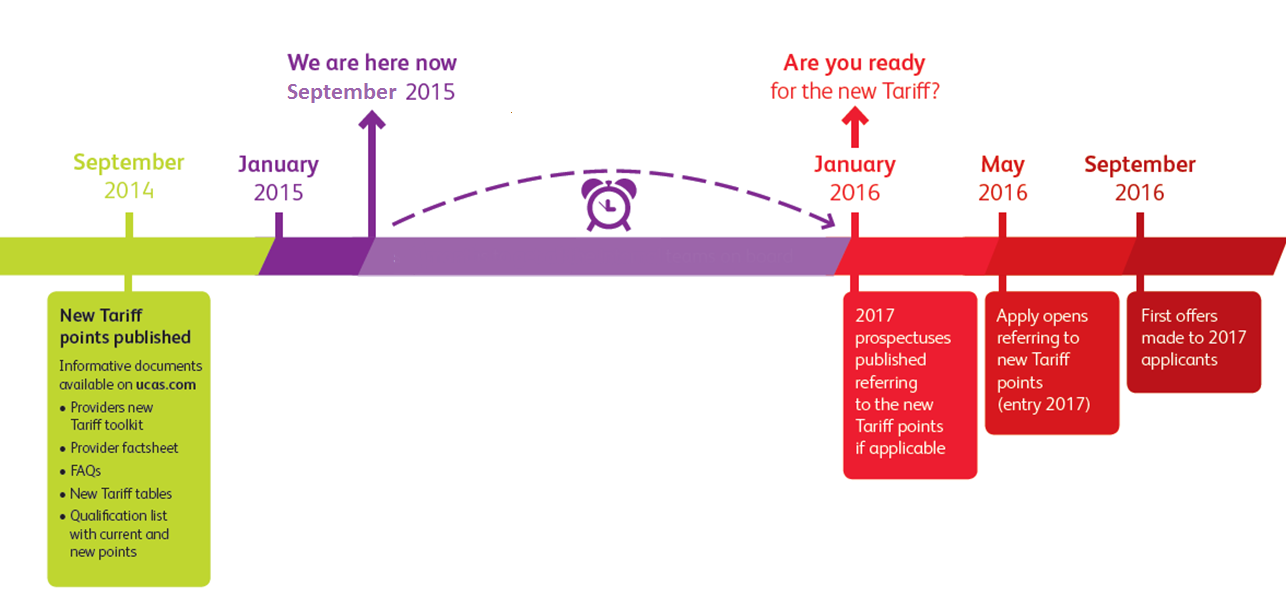 We are here now
September 2015
Are you ready
for the new Tariff?
September
2014
January
2015
January
2016
May
2016
September
2016
New Tariff
points published
Informative documents
available on ucas.com
• Providers new
Tariff toolkit
• Provider factsheet
• FAQs
• New Tariff tables
• Qualification list
with current and
new points
2017
prospectuses
published
referring
to the new
Tariff points
if applicable
Apply opens
referring to
new Tariff
points
(entry 2017)
First offers
made to 2017
applicants